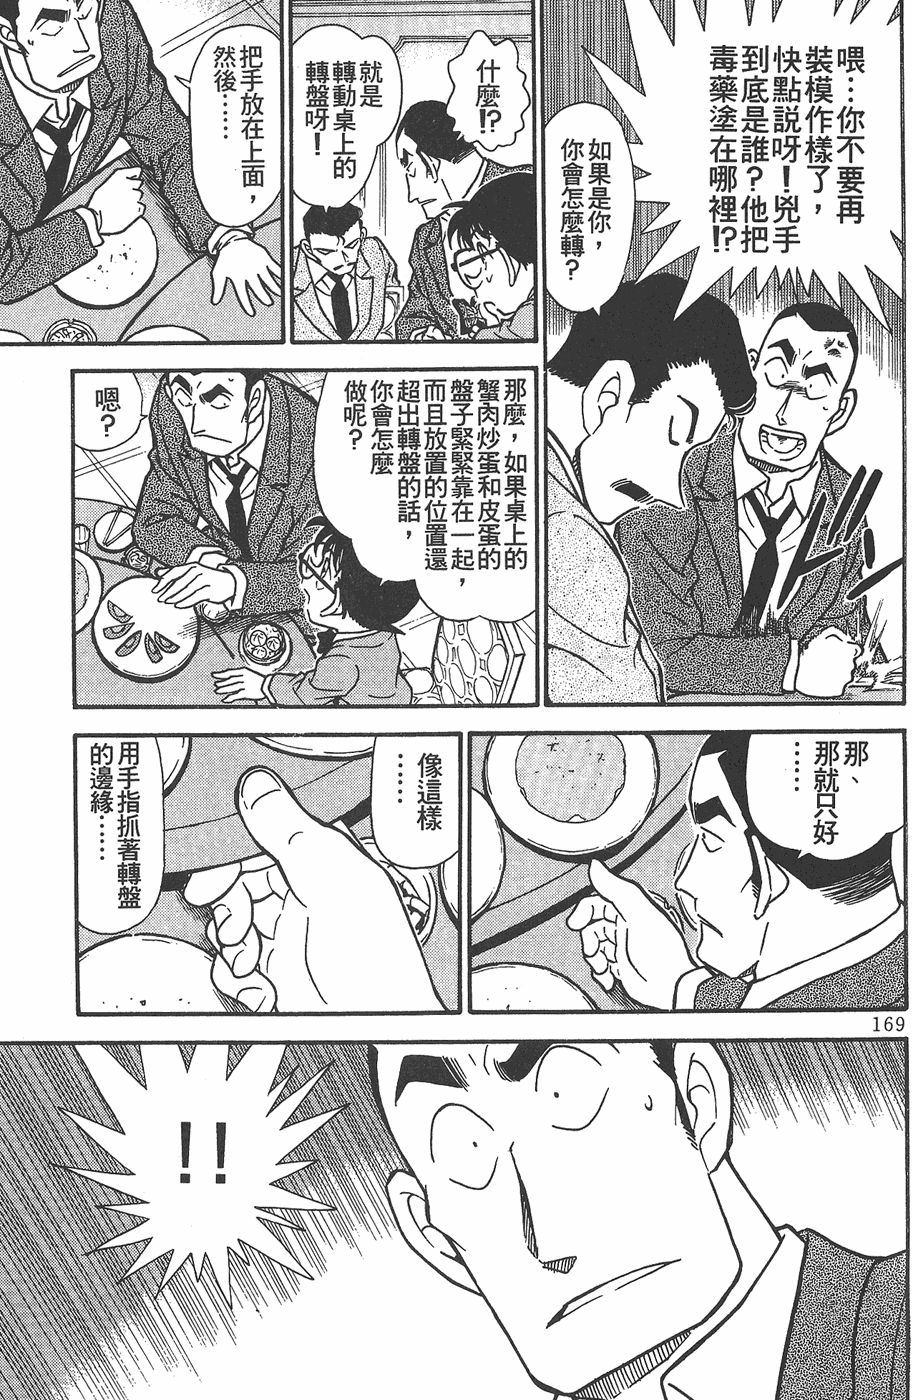 喂…你不要再
裝模作樣了，
快點說呀！兇手
到底是誰？他把
毒藥塗在哪裡!?
如果是你，
你會怎麼轉？
什麼!?
就是
轉動桌上的
轉盤呀！
把手放在上面，
然後……
那麼，如果桌上的
蟹肉炒蛋和皮蛋的
盤子緊緊靠在一起，
而且放置的位置還
超出轉盤的話，
你會怎麼
做呢？
嗯？
那、
那就只好
……
像這樣
……
用手指抓著轉盤
的邊緣……
169
!!